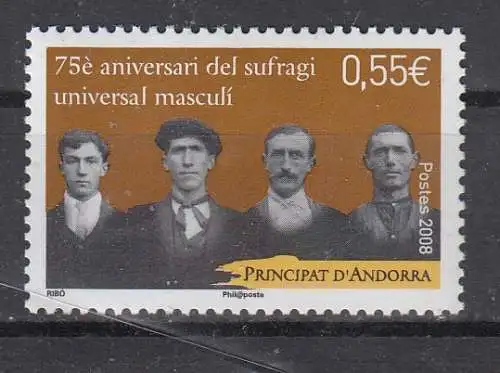 75è aniversari del sufragi
universal masculí
0,55€
Postes 2008
PRINCIPAT D'ANDORRA
RIBÓ
Phil@poste